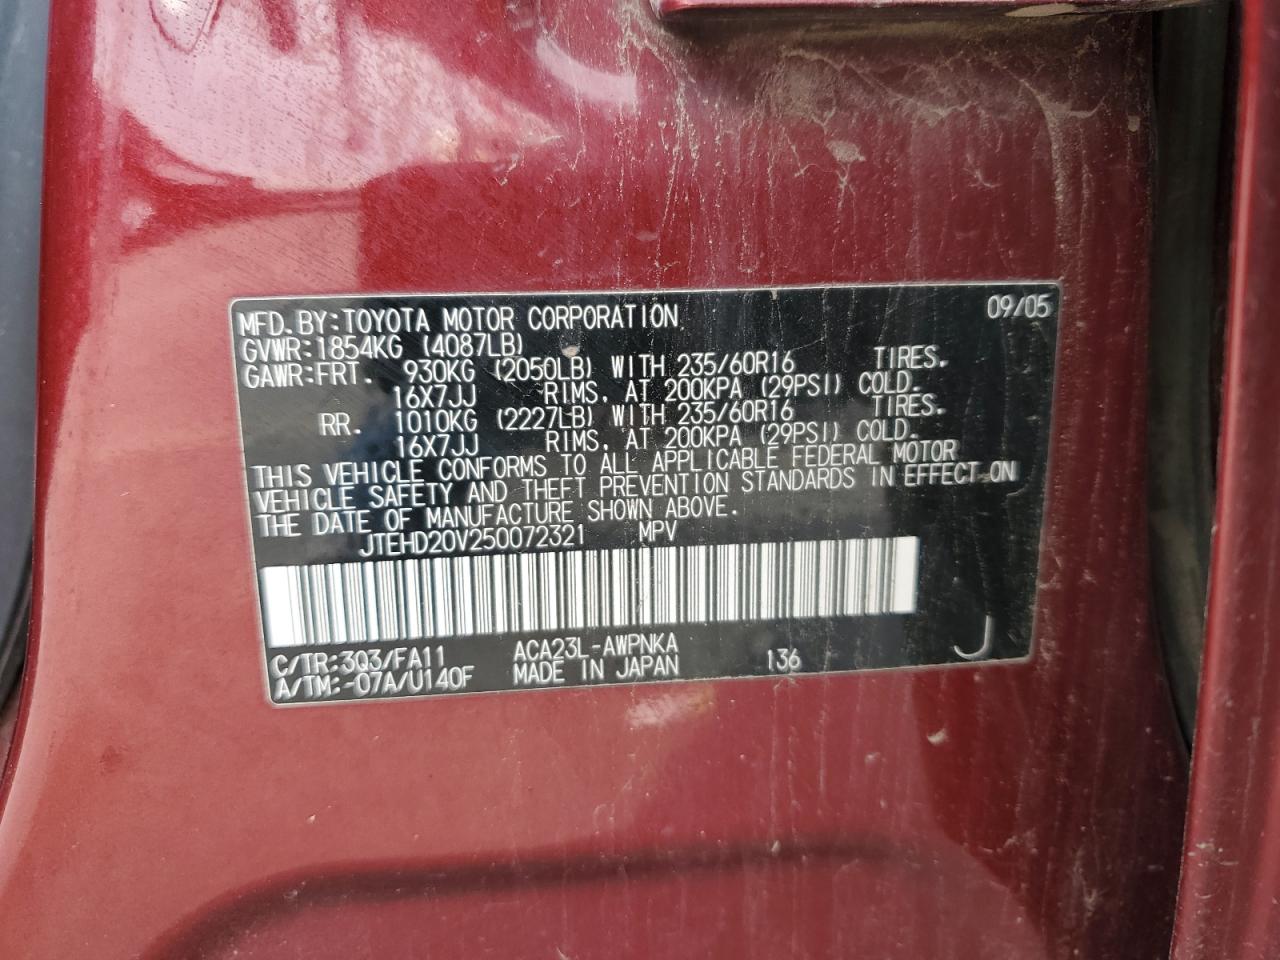 MFD. BY: TOYOTA MOTOR CORPORATION 09/05
GVWR: 1854KG (4087LB)
GAWR: FRT. 930KG (2050LB) WITH 235/60R16 TIRES.
16X7JJ RIMS, AT 200KPA (29PSI) COLD.
RR. 1010KG (2227LB) WITH 235/60R16 TIRES.
16X7JJ RIMS, AT 200KPA (29PSI) COLD.
THIS VEHICLE CONFORMS TO ALL APPLICABLE FEDERAL MOTOR
VEHICLE SAFETY AND THEFT PREVENTION STANDARDS IN EFFECT ON
THE DATE OF MANUFACTURE SHOWN ABOVE.
JTEHD20V250072321 MPV
C/TR: 3Q3/FA11 ACA23L-AWPNKA
A/TM: -07A/U140F MADE IN JAPAN 136 J